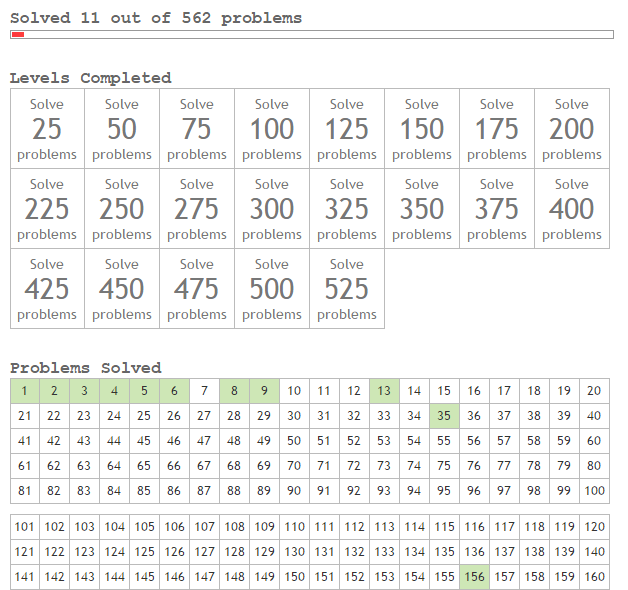 Solved 11 out of 562 problems
Levels Completed
Solve Solve Solve Solve Solve Solve Solve Solve
25 50 75 100 125 150 175 200
problems problems problems problems problems problems problems problems
Solve Solve Solve Solve Solve Solve Solve Solve
225 250 275 300 325 350 375 400
problems problems problems problems problems problems problems problems
Solve Solve Solve Solve Solve
425 450 475 500 525
problems problems problems problems problems
Problems Solved
1 2 3 4 5 6 7 8 9 10 11 12 13 14 15 16 17 18 19 20
21 22 23 24 25 26 27 28 29 30 31 32 33 34 35 36 37 38 39 40
41 42 43 44 45 46 47 48 49 50 51 52 53 54 55 56 57 58 59 60
61 62 63 64 65 66 67 68 69 70 71 72 73 74 75 76 77 78 79 80
81 82 83 84 85 86 87 88 89 90 91 92 93 94 95 96 97 98 99 100
101 102 103 104 105 106 107 108 109 110 111 112 113 114 115 116 117 118 119 120
121 122 123 124 125 126 127 128 129 130 131 132 133 134 135 136 137 138 139 140
141 142 143 144 145 146 147 148 149 150 151 152 153 154 155 156 157 158 159 160